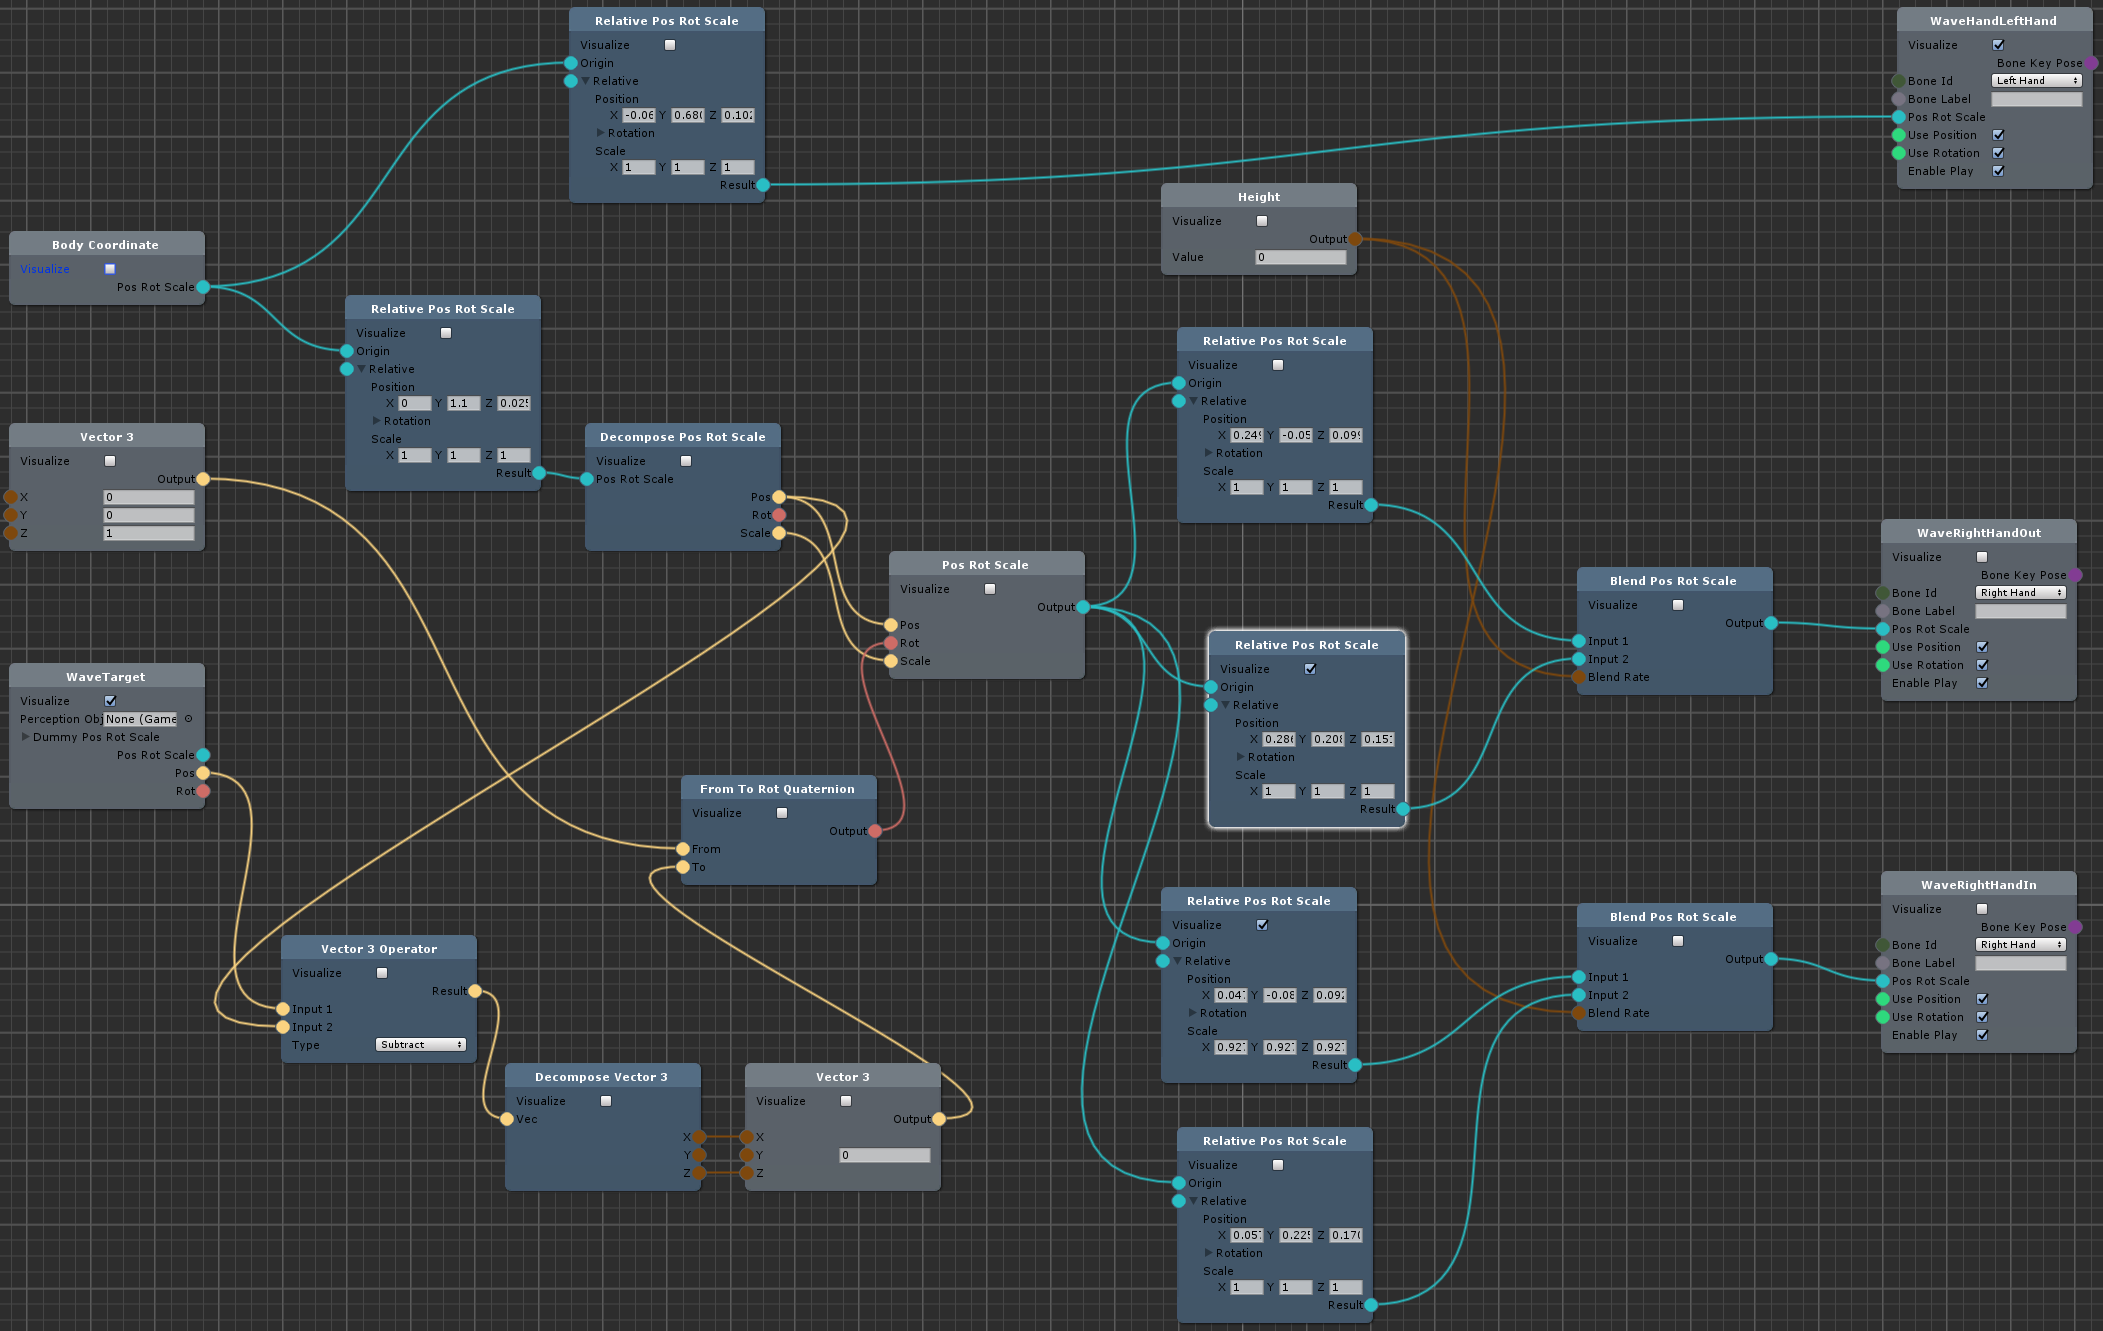 Relative Pos Rot Scale
Visualize
Origin
Relative
Position
X -0.06 Y 0.68 Z 0.102
Rotation
Scale
X 1 Y 1 Z 1
Result
WaveHandLeftHand
Visualize
Bone Key Pose
Bone Id Left Hand
Bone Label
Pos Rot Scale
Use Position
Use Rotation
Enable Play
Height
Visualize
Output
Value 0
Body Coordinate
Visualize
Pos Rot Scale
Relative Pos Rot Scale
Visualize
Origin
Relative
Position
X 0 Y 1.1 Z 0.025
Rotation
Scale
X 1 Y 1 Z 1
Result
Vector 3
Visualize
Output
X 0
Y 0
Z 1
Decompose Pos Rot Scale
Visualize
Pos Rot Scale
Pos
Rot
Scale
Pos Rot Scale
Visualize
Output
Pos
Rot
Scale
Relative Pos Rot Scale
Visualize
Origin
Relative
Position
X 0.249 Y -0.05 Z 0.099
Rotation
Scale
X 1 Y 1 Z 1
Result
Relative Pos Rot Scale
Visualize
Origin
Relative
Position
X 0.28 Y 0.208 Z 0.15
Rotation
Scale
X 1 Y 1 Z 1
Result
Blend Pos Rot Scale
Visualize
Output
Input 1
Input 2
Blend Rate
WaveRightHandOut
Visualize
Bone Key Pose
Bone Id Right Hand
Bone Label
Pos Rot Scale
Use Position
Use Rotation
Enable Play
WaveTarget
Visualize
Perception Obj None (Game
Dummy Pos Rot Scale
Pos Rot Scale
Pos
Rot
From To Rot Quaternion
Visualize
Output
From
To
Vector 3 Operator
Visualize
Result
Input 1
Input 2
Type Subtract
Decompose Vector 3
Visualize
Vec
X
Y
Z
Vector 3
Visualize
Output
X
Y 0
Z
Relative Pos Rot Scale
Visualize
Origin
Relative
Position
X 0.047 Y -0.08 Z 0.092
Rotation
Scale
X 0.927 Y 0.927 Z 0.927
Result
Relative Pos Rot Scale
Visualize
Origin
Relative
Position
X 0.057 Y 0.225 Z 0.17
Rotation
Scale
X 1 Y 1 Z 1
Result
Blend Pos Rot Scale
Visualize
Output
Input 1
Input 2
Blend Rate
WaveRightHandIn
Visualize
Bone Key Pose
Bone Id Right Hand
Bone Label
Pos Rot Scale
Use Position
Use Rotation
Enable Play